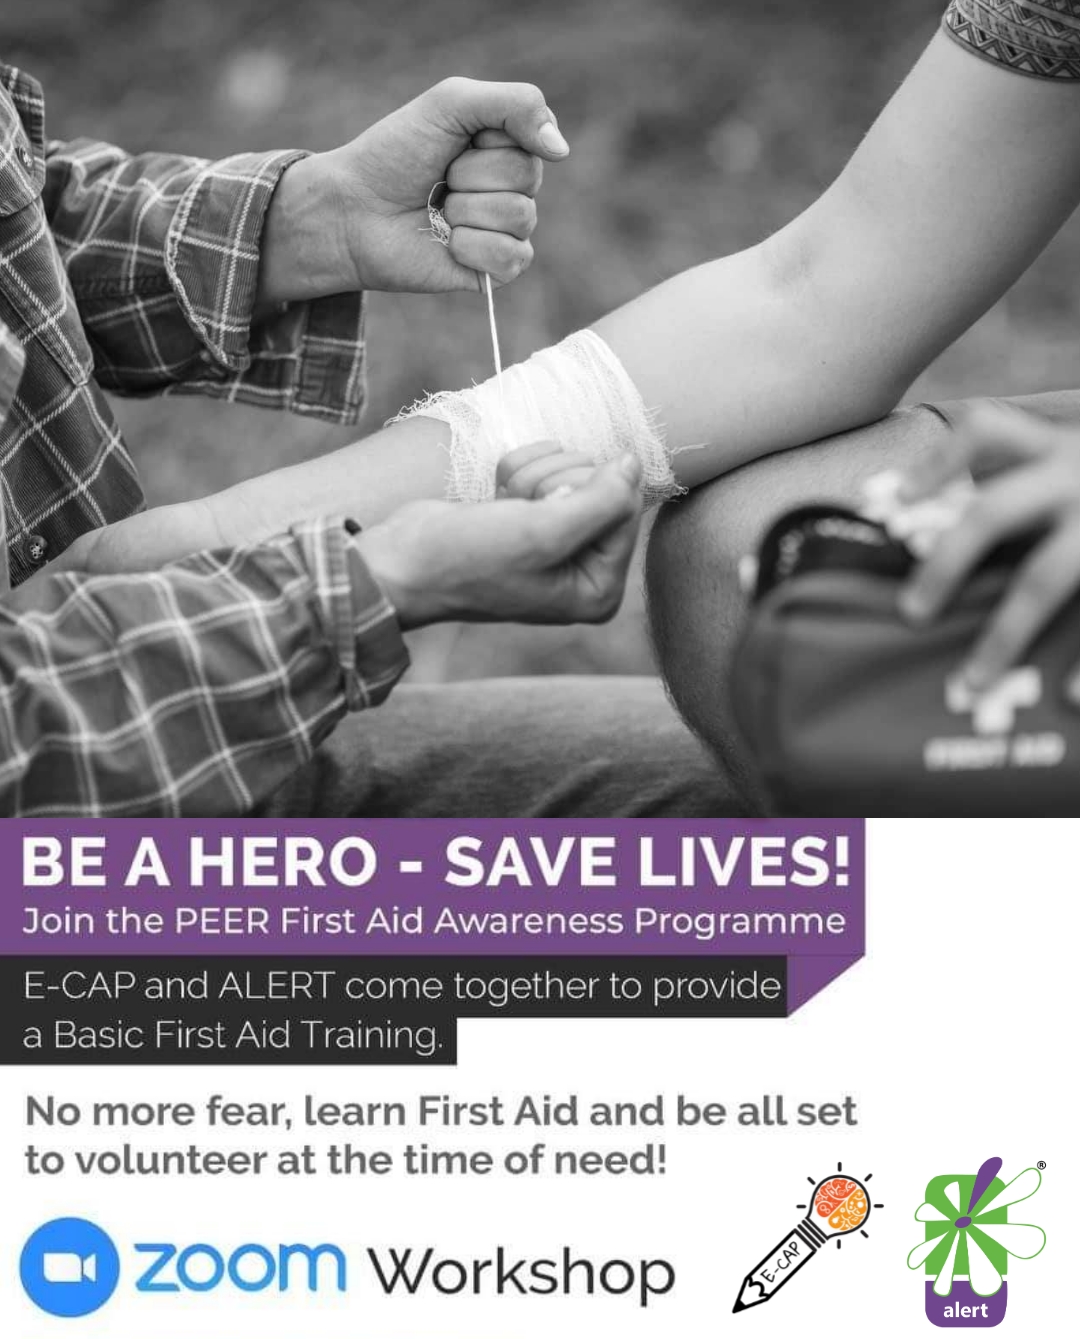 FIRST AID
BE A HERO - SAVE LIVES!
Join the PEER First Aid Awareness Programme
E-CAP and ALERT come together to provide
a Basic First Aid Training.
No more fear, learn First Aid and be all set
to volunteer at the time of need!
zoom Workshop
E-CAP
®
alert